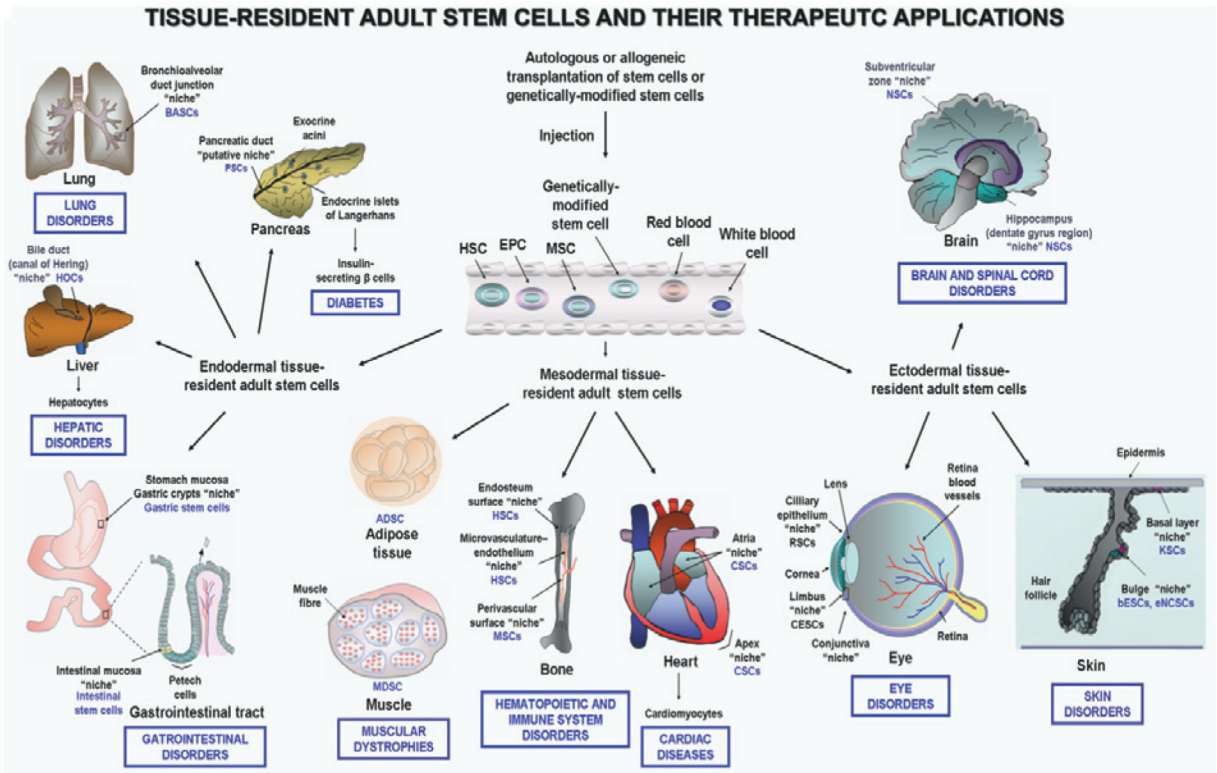 TISSUE-RESIDENT ADULT STEM CELLS AND THEIR THERAPEUTC APPLICATIONS
Autologous or allogeneic
transplantation of stem cells or
genetically-modified stem cells
Injection
Genetically-
modified
stem cell
HSC
EPC
MSC
Red blood
cell
White blood
cell
Bronchioalveolar
duct junction
"niche"
BASCs
Lung
LUNG
DISORDERS
Exocrine
acini
Pancreatic duct
"putative niche"
PSCs
Endocrine islets
of Langerhans
Pancreas
Insulin-
secreting β cells
DIABETES
Bile duct
(canal of Hering)
"niche" HOCs
Liver
Hepatocytes
HEPATIC
DISORDERS
Endodermal tissue-
resident adult stem cells
Stomach mucosa
Gastric crypts "niche"
Gastric stem cells
Intestinal mucosa
"niche"
Intestinal
stem cells
Petech
cells
Gastrointestinal tract
GATROINTESTINAL
DISORDERS
Mesodermal tissue-
resident adult stem cells
ADSC
Adipose
tissue
Muscle
fibre
MDSC
Muscle
MUSCULAR
DYSTROPHIES
Endosteum
surface "niche"
HSCs
Microvasculature–
endothelium
"niche"
HSCs
Perivascular
surface "niche"
MSCs
Bone
HEMATOPOIETIC AND
IMMUNE SYSTEM
DISORDERS
Atria
"niche"
CSCs
Apex
"niche"
CSCs
Heart
Cardiomyocytes
CARDIAC
DISEASES
Subventricular
zone "niche"
NSCs
Hippocampus
(dentate gyrus region)
"niche" NSCs
Brain
BRAIN AND SPINAL CORD
DISORDERS
Ectodermal tissue-
resident adult stem cells
Lens
Cilliary
epithelium
"niche"
RSCs
Cornea
Limbus
"niche"
CESCs
Conjunctiva
"niche"
Retina
blood
vessels
Retina
Eye
EYE
DISORDERS
Epidermis
Basal layer
"niche"
KSCs
Bulge "niche"
bESCs, eNCSCs
Hair
follicle
Skin
SKIN
DISORDERS